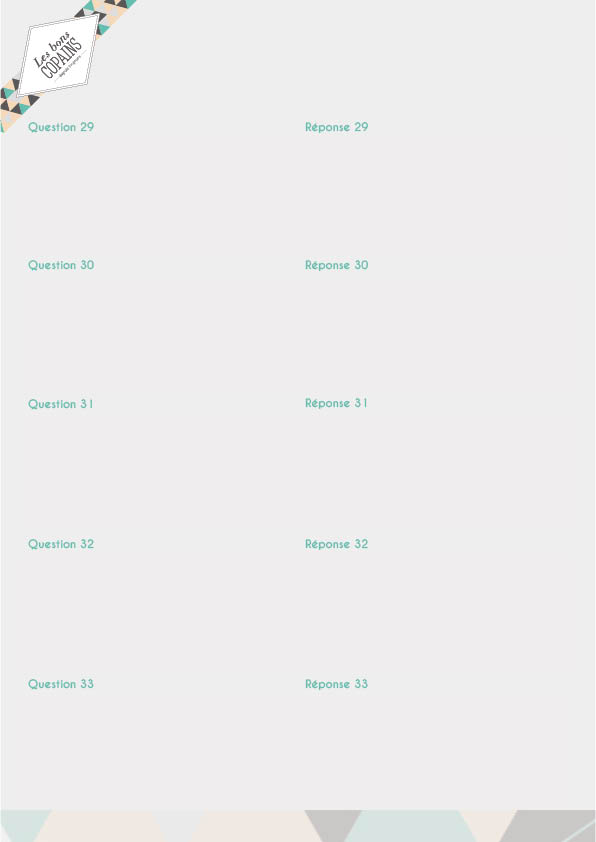 Les bons
COPAINS
Question 29
Réponse 29
Question 30
Réponse 30
Question 31
Réponse 31
Question 32
Réponse 32
Question 33
Réponse 33